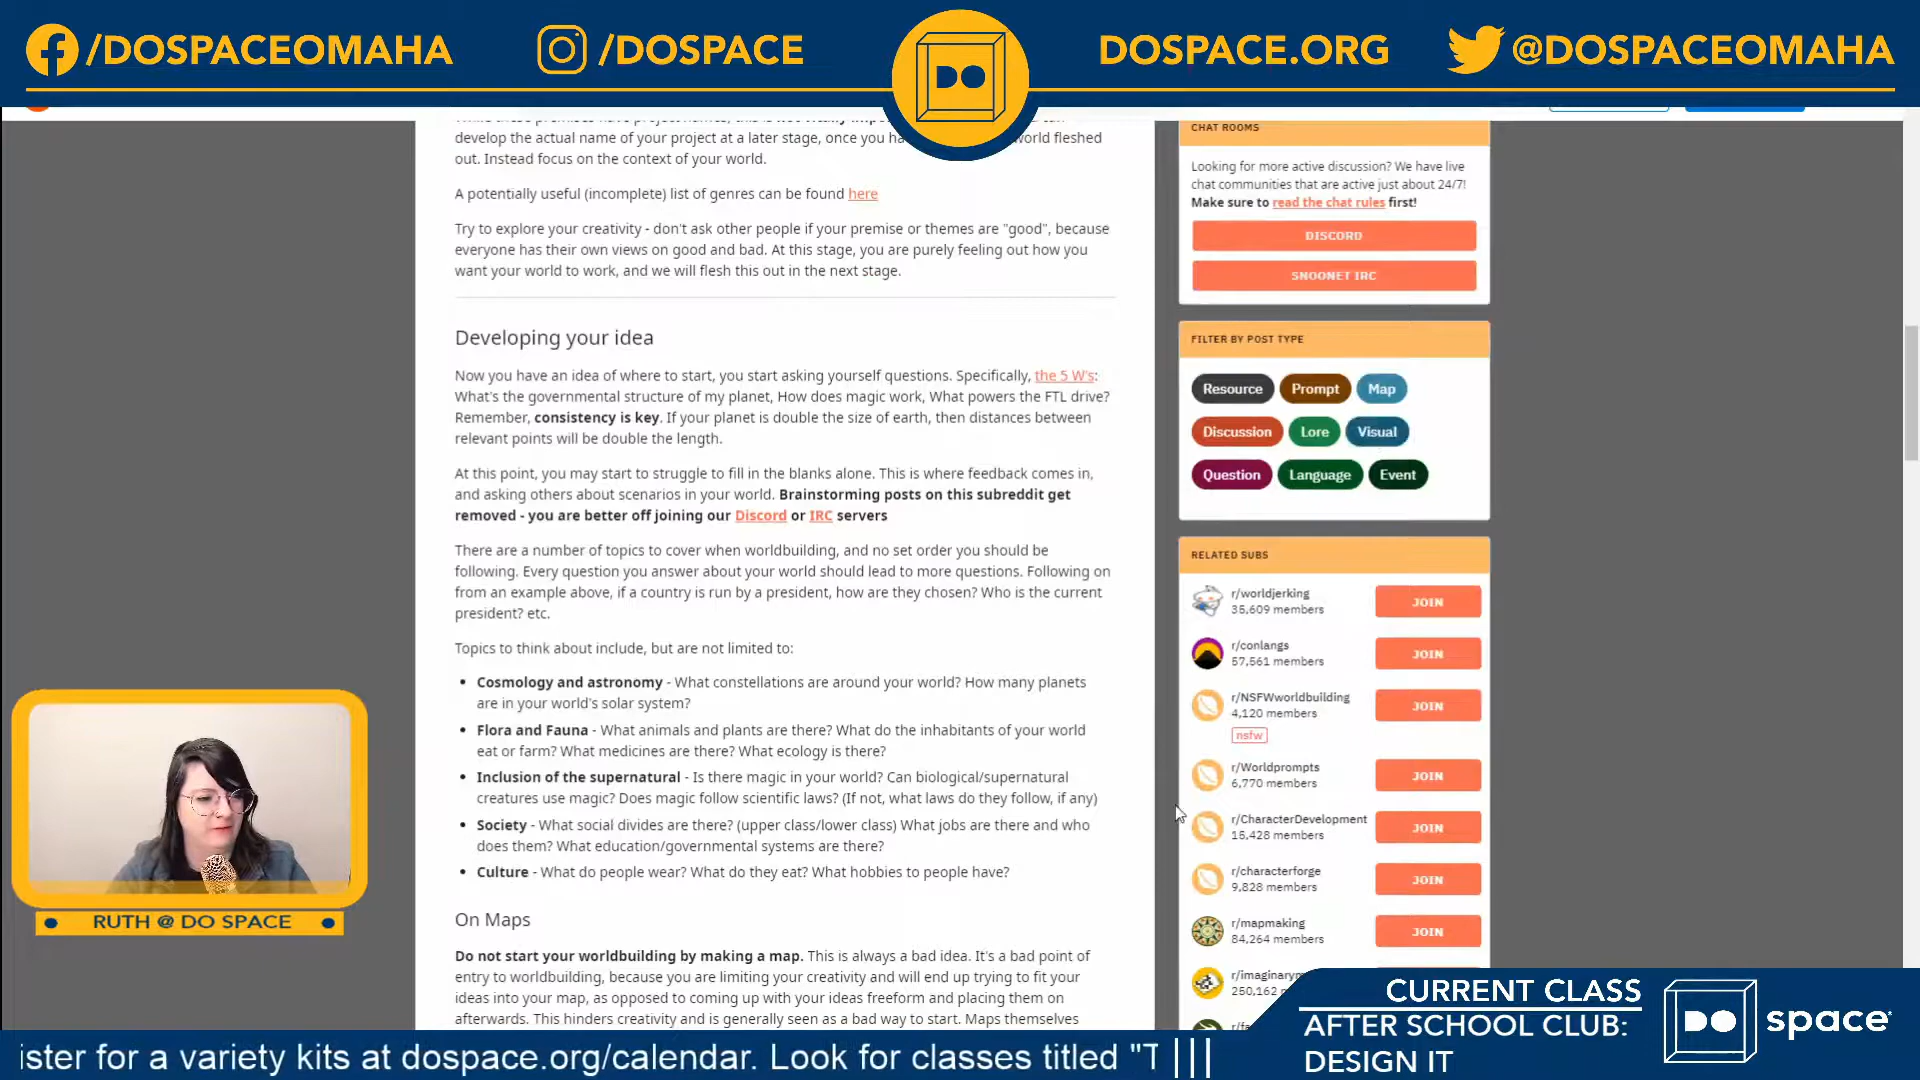 /DOSPACEOMAHA
/DOSPACE
DO
DOSPACE.ORG
@DOSPACEOMAHA
develop the actual name of your project at a later stage, once you
world fleshed
out. Instead focus on the context of your world.
A potentially useful (incomplete) list of genres can be found here
Try to explore your creativity - don't ask other people if your premise or themes are "good", because
everyone has their own views on good and bad. At this stage, you are purely feeling out how you
want your world to work, and we will flesh this out in the next stage.
Developing your idea
Now you have an idea of where to start, you start asking yourself questions. Specifically, the 5 W's:
What's the governmental structure of my planet, How does magic work, What powers the FTL drive?
Remember, consistency is key. If your planet is double the size of earth, then distances between
relevant points will be double the length.
At this point, you may start to struggle to fill in the blanks alone. This is where feedback comes in,
and asking others about scenarios in your world. Brainstorming posts on this subreddit get
removed - you are better off joining our Discord or IRC servers
There are a number of topics to cover when worldbuilding, and no set order you should be
following. Every question you answer about your world should lead to more questions. Following on
from an example above, if a country is run by a president, how are they chosen? Who is the current
president? etc.
Topics to think about include, but are not limited to:
• Cosmology and astronomy - What constellations are around your world? How many planets
are in your world's solar system?
• Flora and Fauna - What animals and plants are there? What do the inhabitants of your world
eat or farm? What medicines are there? What ecology is there?
• Inclusion of the supernatural - Is there magic in your world? Can biological/supernatural
creatures use magic? Does magic follow scientific laws? (If not, what laws do they follow, if any)
• Society - What social divides are there? (upper class/lower class) What jobs are there and who
does them? What education/governmental systems are there?
• Culture - What do people wear? What do they eat? What hobbies to people have?
On Maps
Do not start your worldbuilding by making a map. This is always a bad idea. It's a bad point of
entry to worldbuilding, because you are limiting your creativity and will end up trying to fit your
ideas into your map, as opposed to coming up with your ideas freeform and placing them on
afterwards. This hinders creativity and is generally seen as a bad way to start. Maps themselves
CHAT ROOMS
Looking for more active discussion? We have live
chat communities that are active just about 24/7!
Make sure to read the chat rules first!
DISCORD
SNOONET IRC
FILTER BY POST TYPE
Resource Prompt Map
Discussion Lore Visual
Question Language Event
RELATED SUBS
r/worldjerking
35,609 members
JOIN
r/conlangs
57,561 members
JOIN
r/NSFWworldbuilding
4,120 members
nsfw
JOIN
r/Worldprompts
6,770 members
JOIN
r/CharacterDevelopment
15,428 members
JOIN
r/characterforge
9,828 members
JOIN
r/mapmaking
84,264 members
JOIN
250,162
RUTH @ DO SPACE
CURRENT CLASS
AFTER SCHOOL CLUB:
DESIGN IT
DO space
ister for a variety kits at dospace.org/calendar. Look for classes titled "T |||